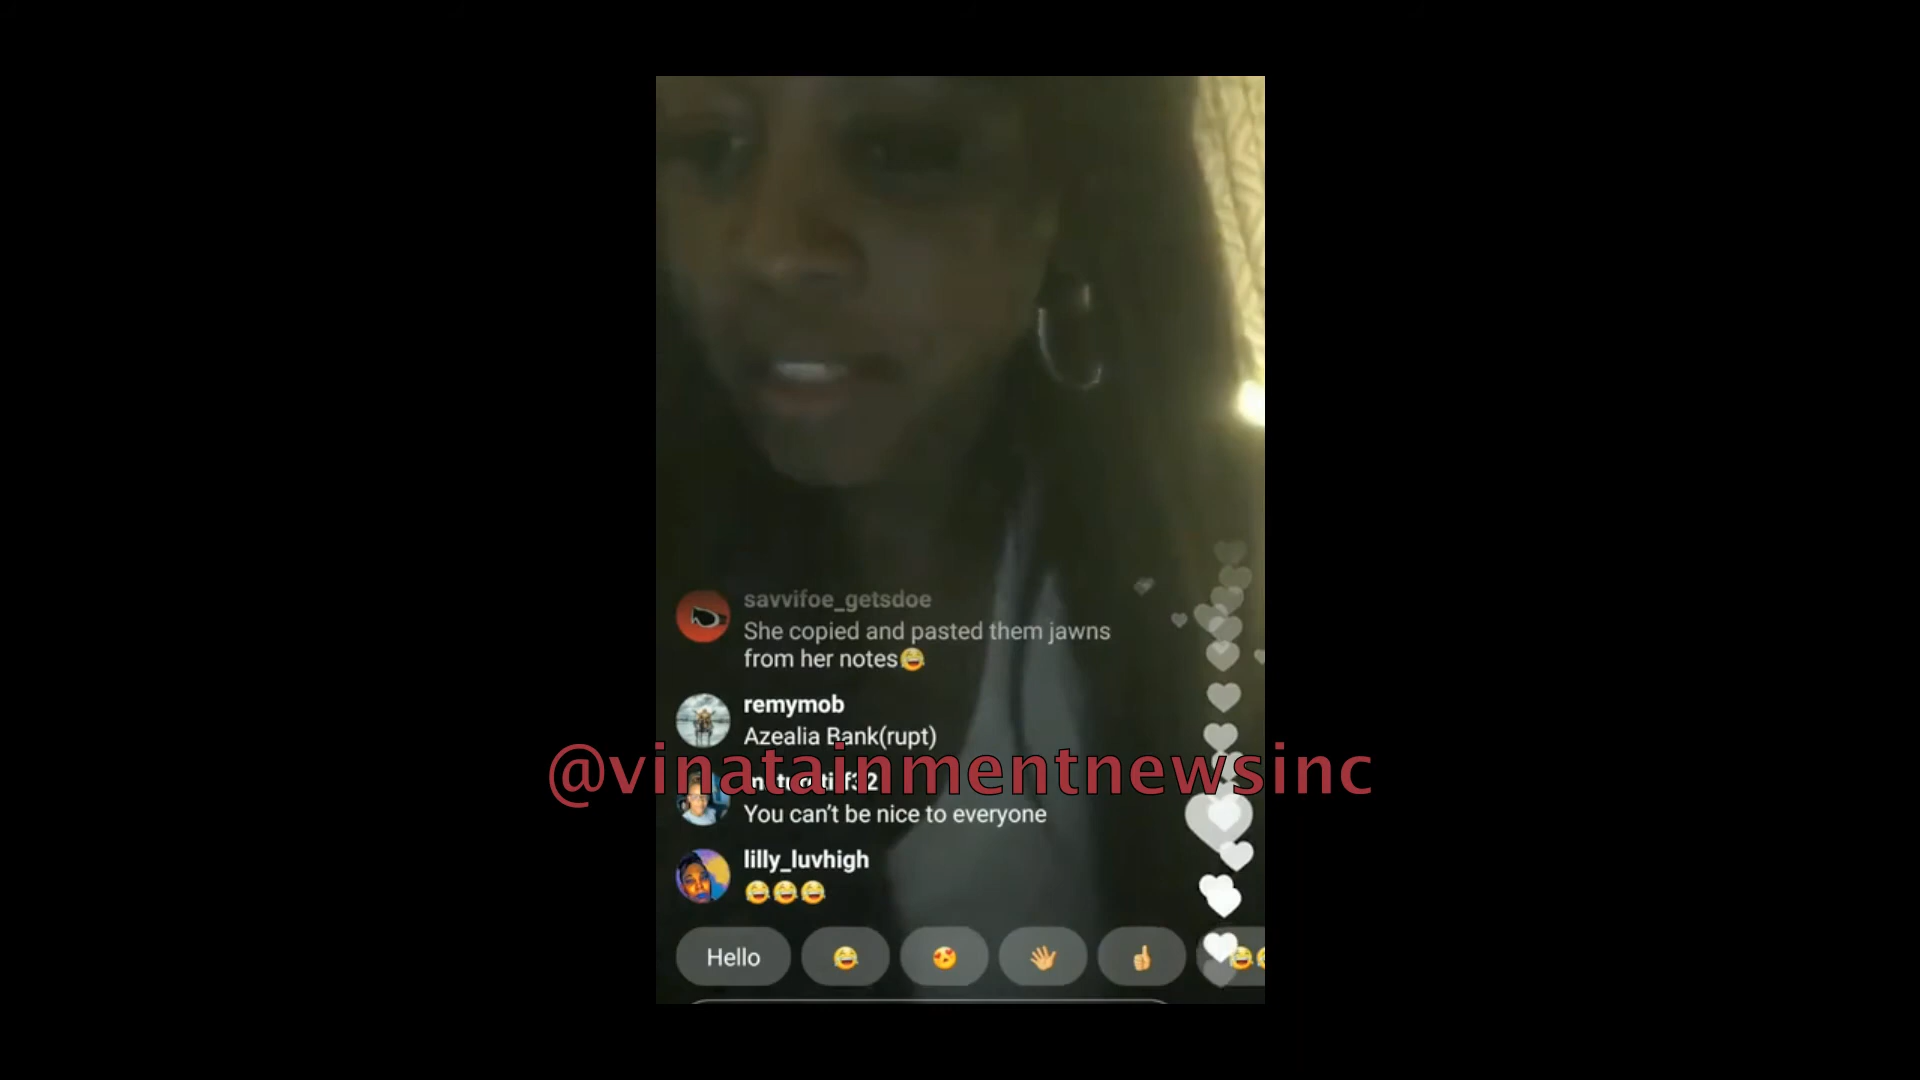 savvifoe_getsdoe
She copied and pasted them jawns
from her notes😂
remymob
Azealia Bank(rupt)
@vinatainmentnewsinc
You can't be nice to everyone
lilly_luvhigh
😂😂😂
Hello